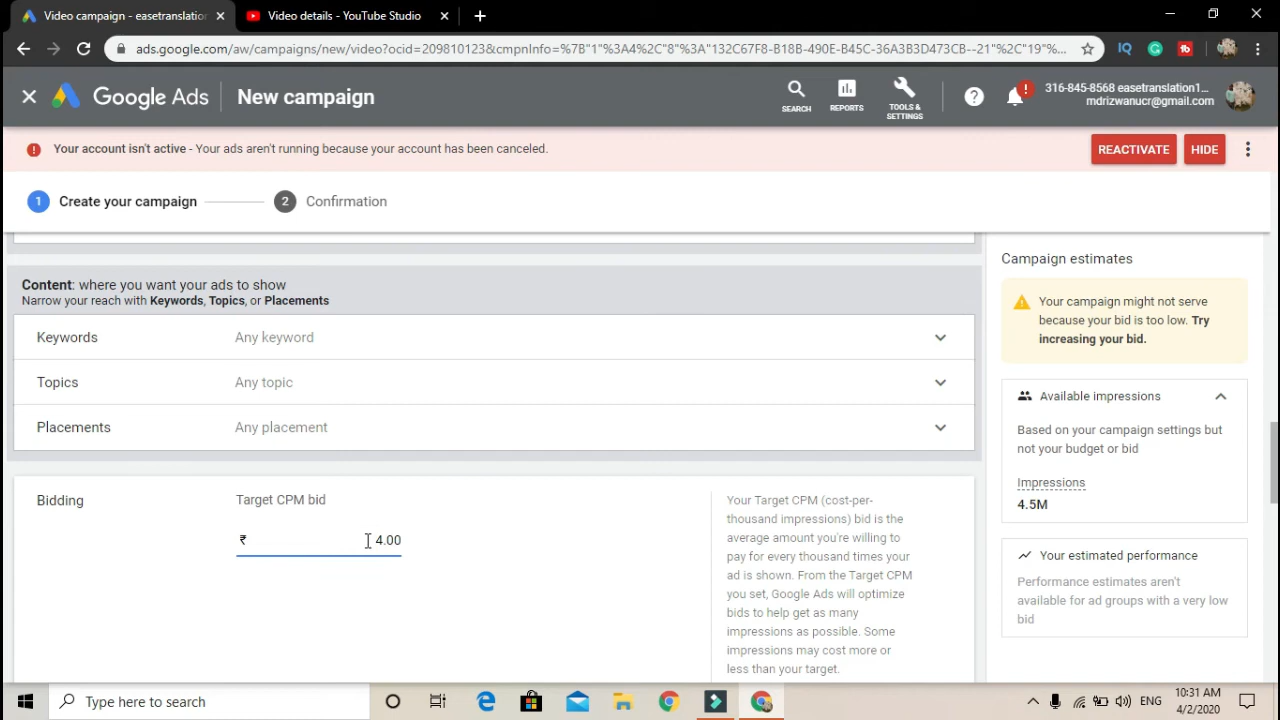 Video campaign - easetranslatio
Video details - YouTube Studio
ads.google.com/aw/campaigns/new/video?ocid=209810123&cmpnInfo=%7B"1"%3A4%2C"8"%3A"132C67F8-B18B-490E-B45C-36A3B3D473CB--21"%2C"19"%...
Google Ads
New campaign
SEARCH
REPORTS
TOOLS & SETTINGS
316-845-8568 easetranslation1...
mdrizwanucr@gmail.com
Your account isn't active - Your ads aren't running because your account has been canceled.
REACTIVATE
HIDE
1 Create your campaign
2 Confirmation
Content: where you want your ads to show
Narrow your reach with Keywords, Topics, or Placements
Keywords Any keyword
Topics Any topic
Placements Any placement
Bidding
Target CPM bid
₹ 4.00
Your Target CPM (cost-per-
thousand impressions) bid is the
average amount you're willing to
pay for every thousand times your
ad is shown. From the Target CPM
you set, Google Ads will optimize
bids to help get as many
impressions as possible. Some
impressions may cost more or
less than your target.
Campaign estimates
Your campaign might not serve
because your bid is too low. Try
increasing your bid.
Available impressions
Based on your campaign settings but
not your budget or bid
Impressions
4.5M
Your estimated performance
Performance estimates aren't
available for ad groups with a very low
bid
Type here to search
ENG
10:31 AM
4/2/2020